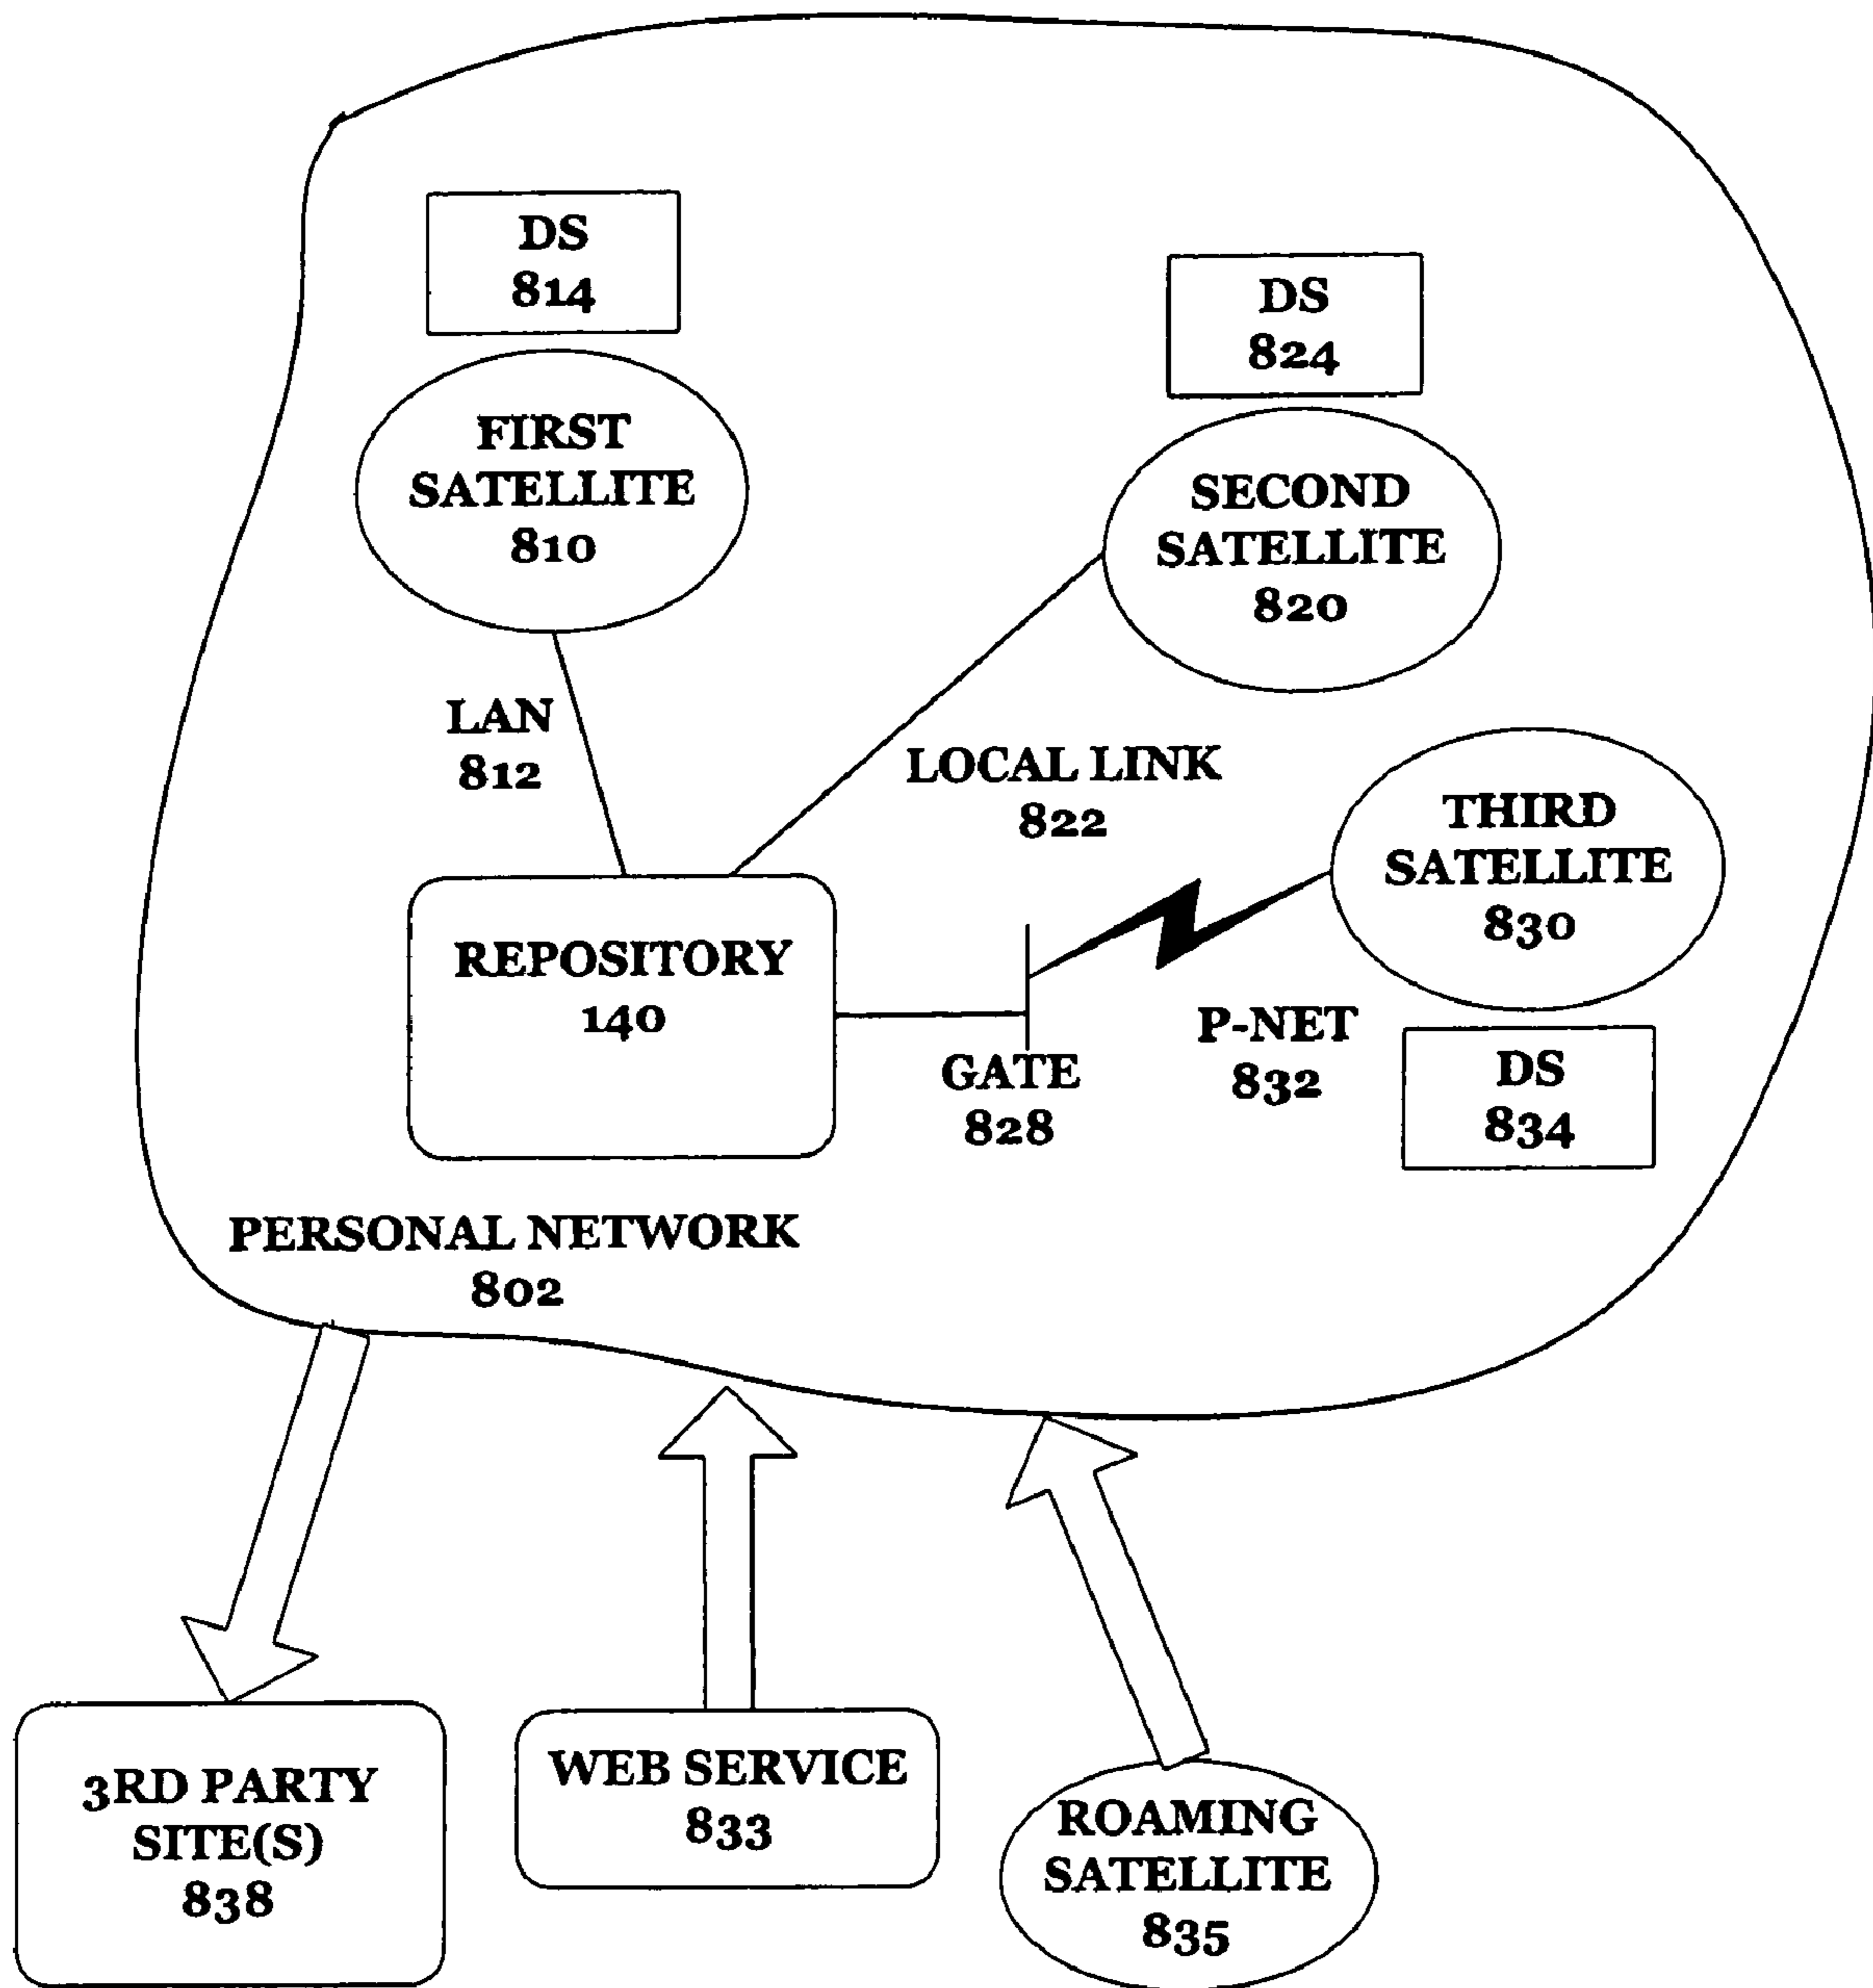 DS
814
DS
824
FIRST
SATELLITE
810
SECOND
SATELLITE
820
LAN
812
LOCAL LINK
822
THIRD
SATELLITE
830
REPOSITORY
140
GATE
828
P-NET
832
DS
834
PERSONAL NETWORK
802
3RD PARTY
SITE(S)
838
WEB SERVICE
833
ROAMING
SATELLITE
835